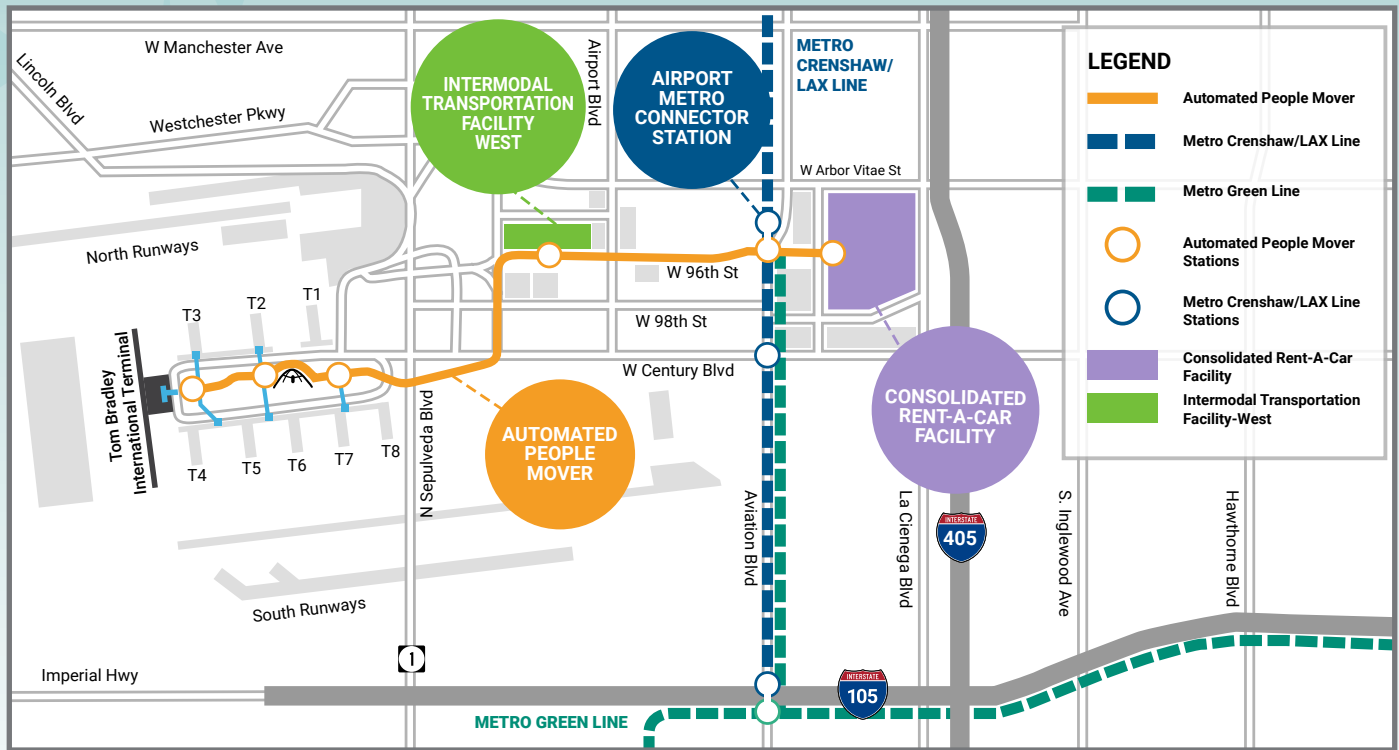 W Manchester Ave
Lincoln Blvd
Westchester Pkwy
INTERMODAL
TRANSPORTATION
FACILITY
WEST
Airport Blvd
AIRPORT
METRO
CONNECTOR
STATION
METRO
CRENSHAW/
LAX LINE
W Arbor Vitae St
North Runways
W 96th St
W 98th St
W Century Blvd
T3
T2
T1
Tom Bradley
International Terminal
T4
T5
T6
T7
T8
N Sepulveda Blvd
AUTOMATED
PEOPLE
MOVER
CONSOLIDATED
RENT-A-CAR
FACILITY
Aviation Blvd
La Cienega Blvd
INTERSTATE
405
S. Inglewood Ave
Hawthorne Blvd
South Runways
1
Imperial Hwy
INTERSTATE
105
METRO GREEN LINE
LEGEND
Automated People Mover
Metro Crenshaw/LAX Line
Metro Green Line
Automated People Mover
Stations
Metro Crenshaw/LAX Line
Stations
Consolidated Rent-A-Car
Facility
Intermodal Transportation
Facility-West